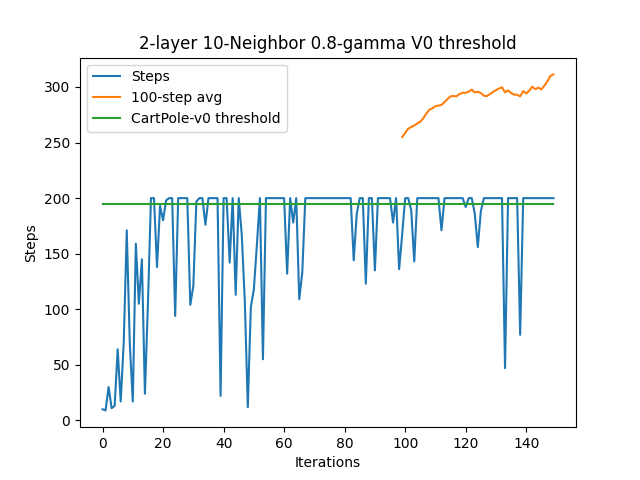 2-layer 10-Neighbor 0.8-gamma V0 threshold
Steps
100-step avg
CartPole-v0 threshold
Steps
300
250
200
150
100
50
0
0 20 40 60 80 100 120 140
Iterations